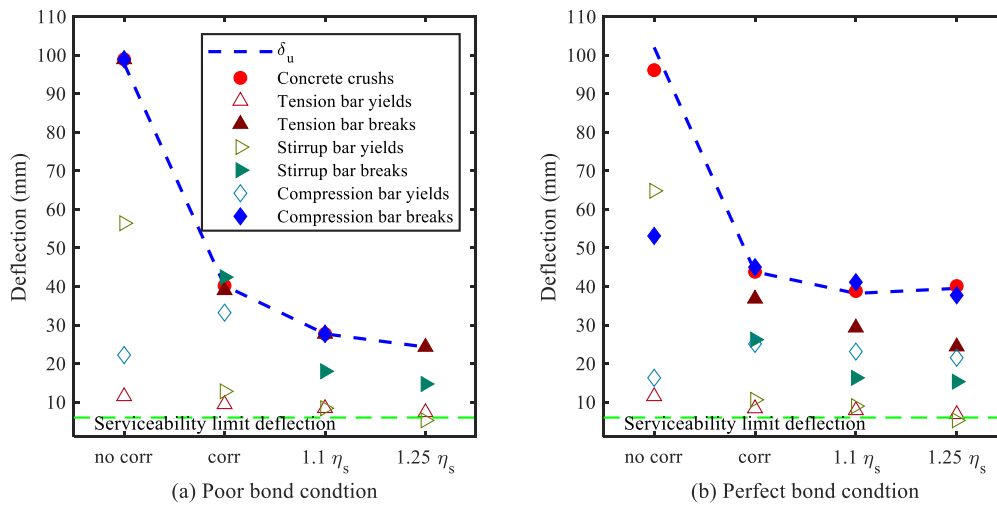 110
100
90
80
70
60
50
40
30
20
10
Deflection (mm)
δu
Concrete crushs
Tension bar yields
Tension bar breaks
Stirrup bar yields
Stirrup bar breaks
Compression bar yields
Compression bar breaks
Serviceability limit deflection
no corr corr 1.1 ηs 1.25 ηs
(a) Poor bond condtion
110
100
90
80
70
60
50
40
30
20
10
Deflection (mm)
Serviceability limit deflection
no corr corr 1.1 ηs 1.25 ηs
(b) Perfect bond condtion